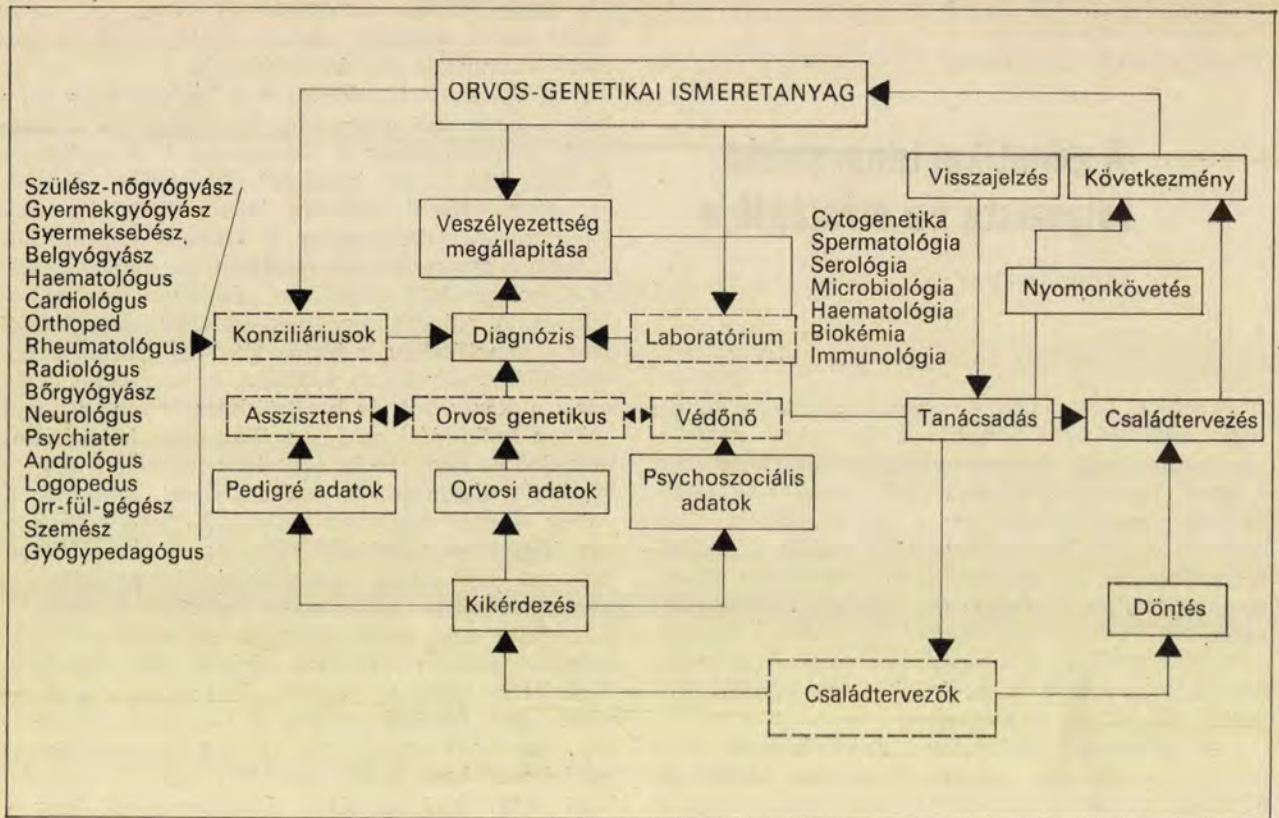 ORVOS-GENETIKAI ISMERETANYAG
Szülész-nőgyógyász
Gyermekgyógyász
Gyermeksebész
Belgyógyász
Haematológus
Cardiológus
Orthoped
Rheumatológus
Radiológus
Bőrgyógyász
Neurológus
Psychiater
Andrológus
Logopedus
Orr-fül-gégész
Szemész
Gyógypedagógus
Veszélyezettség
megállapítása
Visszajelzés
Következmény
Cytogenetika
Spermatológia
Serológia
Microbiológia
Haematológia
Biokémia
Immunológia
Nyomonkövetés
Konziliáriusok
Diagnózis
Laboratórium
Asszisztens
Orvos genetikus
Védőnő
Tanácsadás
Családtervezés
Pedigré adatok
Orvosi adatok
Psychoszociális
adatok
Kikérdezés
Döntés
Családtervezők